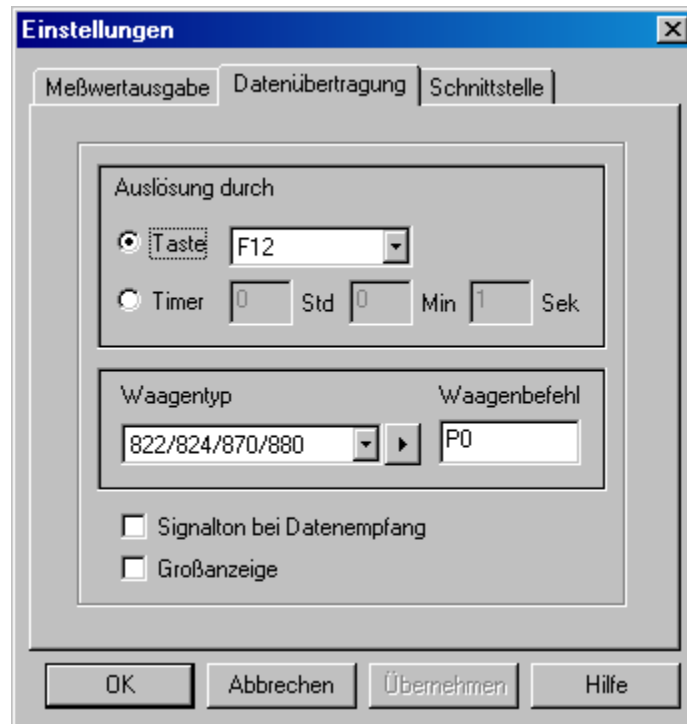 Einstellungen
Meßwertausgabe Datenübertragung Schnittstelle
Auslösung durch
Taste F12
Timer 0 Std 0 Min 1 Sek
Waagentyp Waagenbefehl
822/824/870/880 P0
Signalton bei Datenempfang
Großanzeige
OK Abbrechen Übernehmen Hilfe